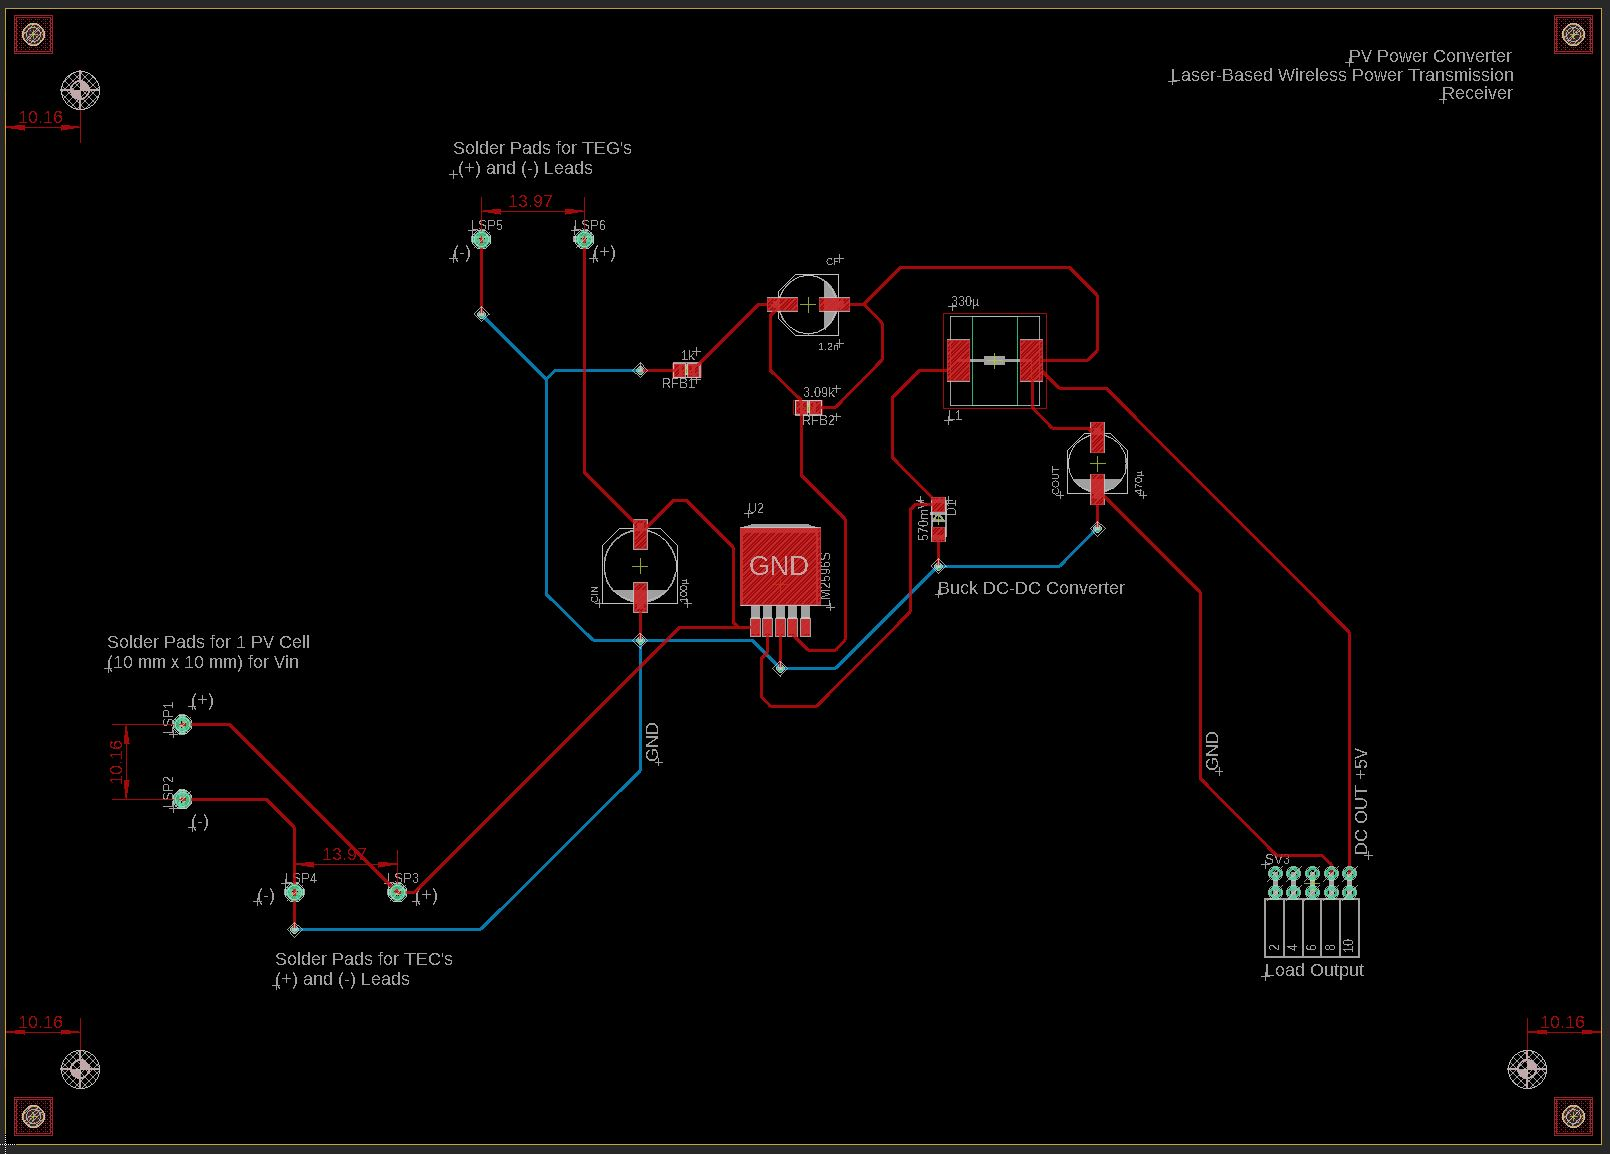 PV Power Converter
Laser-Based Wireless Power Transmission
Receiver
10.16
Solder Pads for TEG's
(+) and (-) Leads
13.97
LSP5
LSP6
(-)
(+)
CF
1.2n
330µ
L1
1k
RFB1
3.09k
RFB2
COUT
470µ
U2
GND
LM2596S
570mV
D1
CIN
100µ
Buck DC-DC Converter
Solder Pads for 1 PV Cell
(10 mm x 10 mm) for Vin
(+)
LSP1
10.16
LSP2
(-)
GND
GND
DC OUT +5V
13.97
LSP4
LSP3
(-)
(+)
Solder Pads for TEC's
(+) and (-) Leads
SV3
2 4 6 8 10
Load Output
10.16
10.16